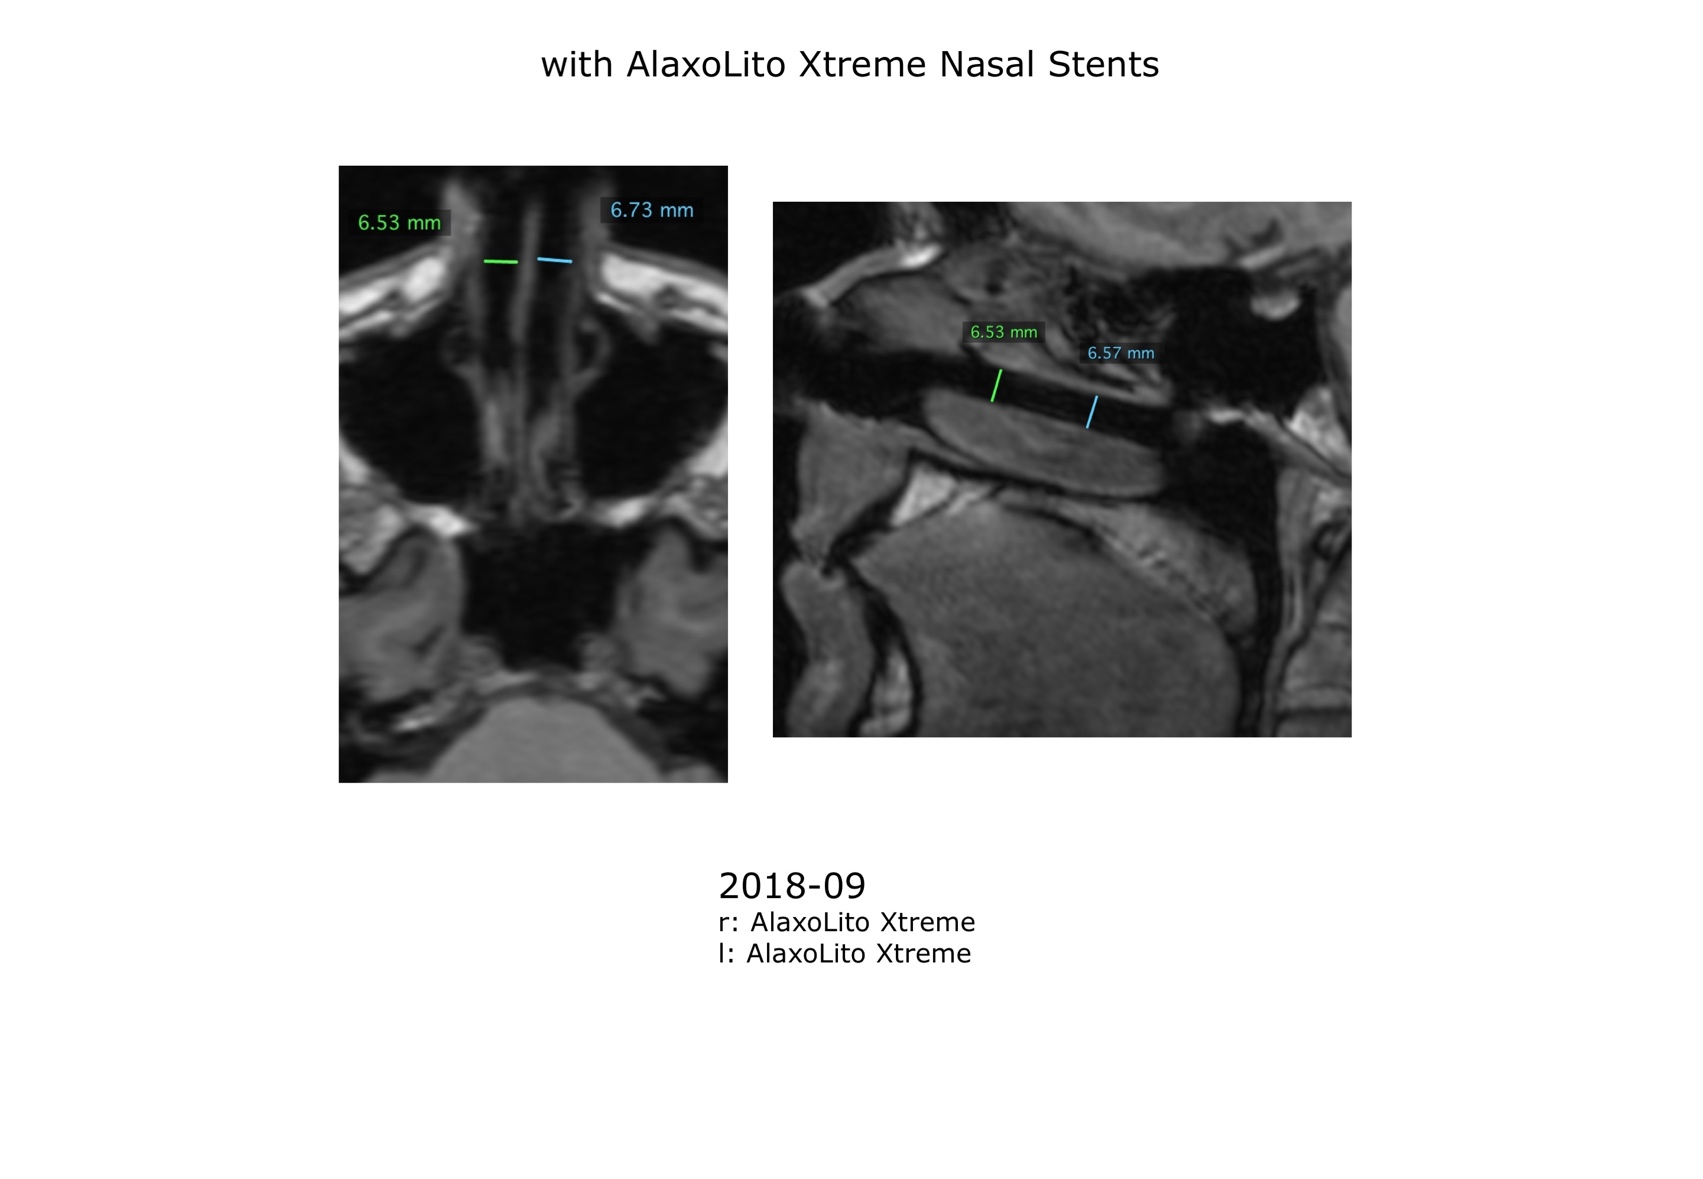 with AlaxoLito Xtreme Nasal Stents
6.53 mm
6.73 mm
6.53 mm
6.57 mm
2018-09
r: AlaxoLito Xtreme
l: AlaxoLito Xtreme